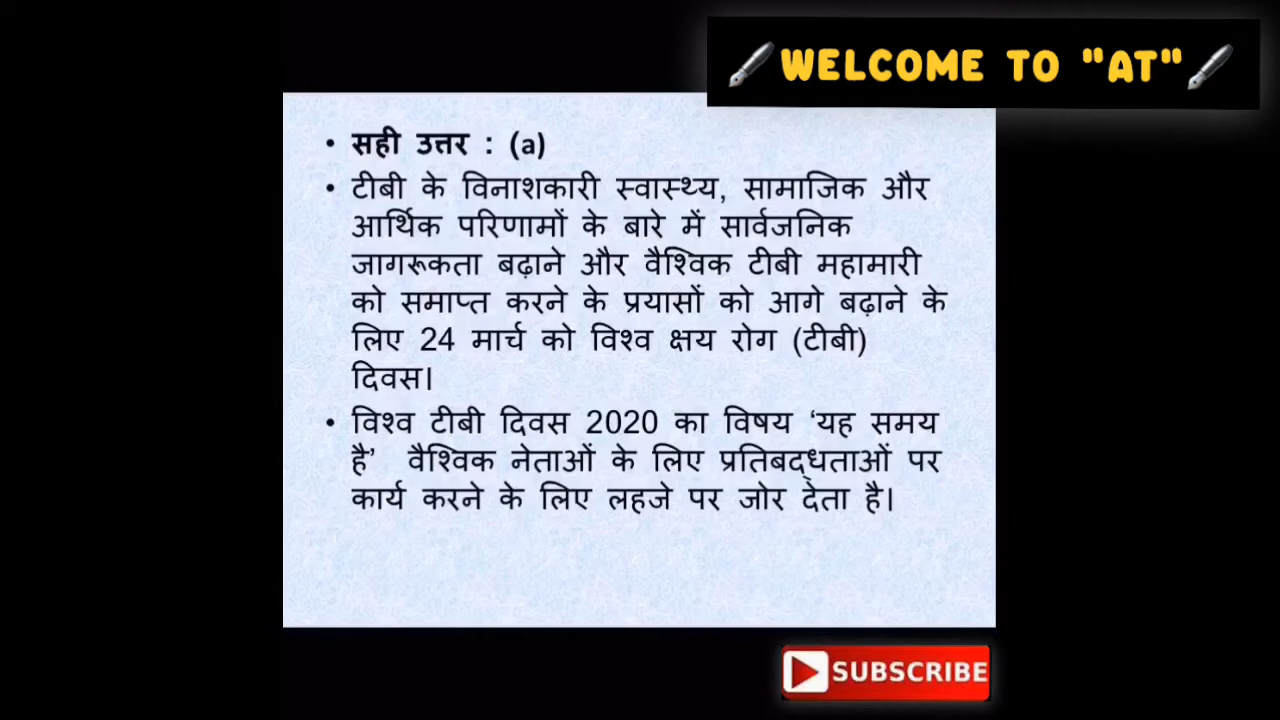 WELCOME TO "AT"
• सही उत्तर : (a)
• टीबी के विनाशकारी स्वास्थ्य, सामाजिक और
आर्थिक परिणामों के बारे में सार्वजनिक
जागरूकता बढ़ाने और वैश्विक टीबी महामारी
को समाप्त करने के प्रयासों को आगे बढ़ाने के
लिए 24 मार्च को विश्व क्षय रोग (टीबी)
दिवस।
• विश्व टीबी दिवस 2020 का विषय ‘यह समय
है’ वैश्विक नेताओं के लिए प्रतिबद्धताओं पर
कार्य करने के लिए लहजे पर जोर देता है।
SUBSCRIBE